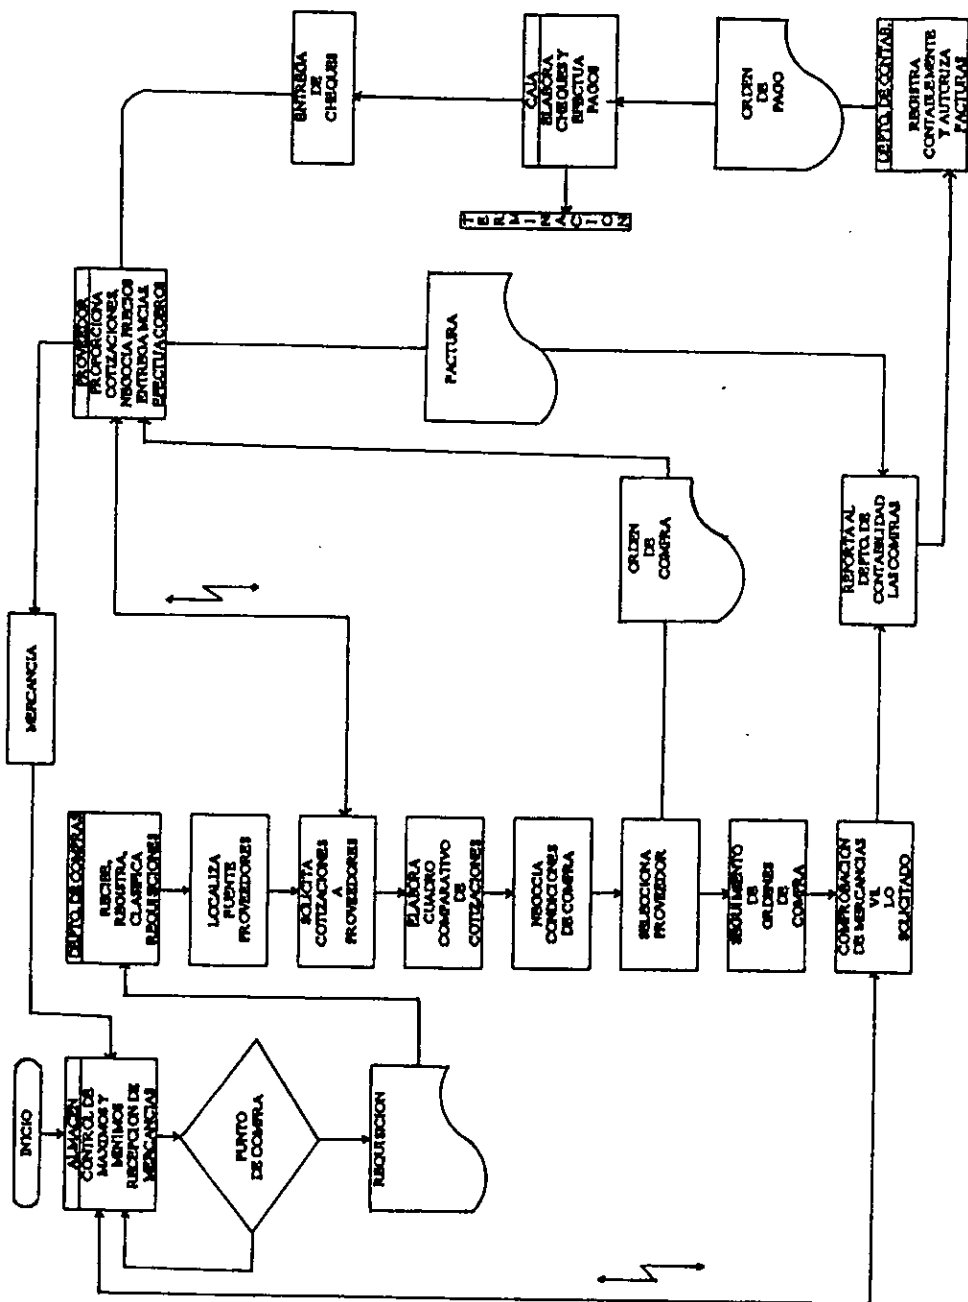 INICIO
ALMACEN
CONTROL DE
MAXIMOS Y
MINIMOS
RECEPCION DE
MERCANCIAS
PUNTO
DE COMPRA
REQUISICION
MERCANCIA
DEPTO. DE COMPRAS
RECIBE,
REGISTRA,
CLASIFICA
REQUISICIONES
LOCALIZA
FUENTE
PROVEEDORES
SOLICITA
COTIZACIONES
A
PROVEEDORES
ELABORA
CUADRO
COMPARATIVO
DE
COTIZACIONES
NEGOCIA
CONDICIONES
DE COMPRA
SELECCIONA
PROVEEDOR
SEGUIMIENTO
DE
ORDENES
DE
COMPRA
COMPROBACION
DE MERCANCIAS
VS.
LO
SOLICITADO
PROVEEDOR
PROPORCIONA
COTIZACIONES,
NEGOCIA PRECIOS
ENTREGA MCIAS.
EFECTUA COBROS
FACTURA
ORDEN
DE
COMPRA
REPORTA AL
DEPTO. DE
CONTABILIDAD
LAS COMPRAS
ENTREGA
DE
CHEQUES
CAJA
ELABORA
CHEQUES Y
EFECTUA
PAGOS
TERMINACION
ORDEN
DE
PAGO
DEPTO. DE CONTAB.
REGISTRA
CONTABLEMENTE
Y AUTORIZA
FACTURAS